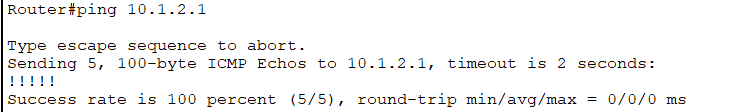 Router#ping 10.1.2.1
Type escape sequence to abort.
Sending 5, 100-byte ICMP Echos to 10.1.2.1, timeout is 2 seconds:
!!!!!
Success rate is 100 percent (5/5), round-trip min/avg/max = 0/0/0 ms